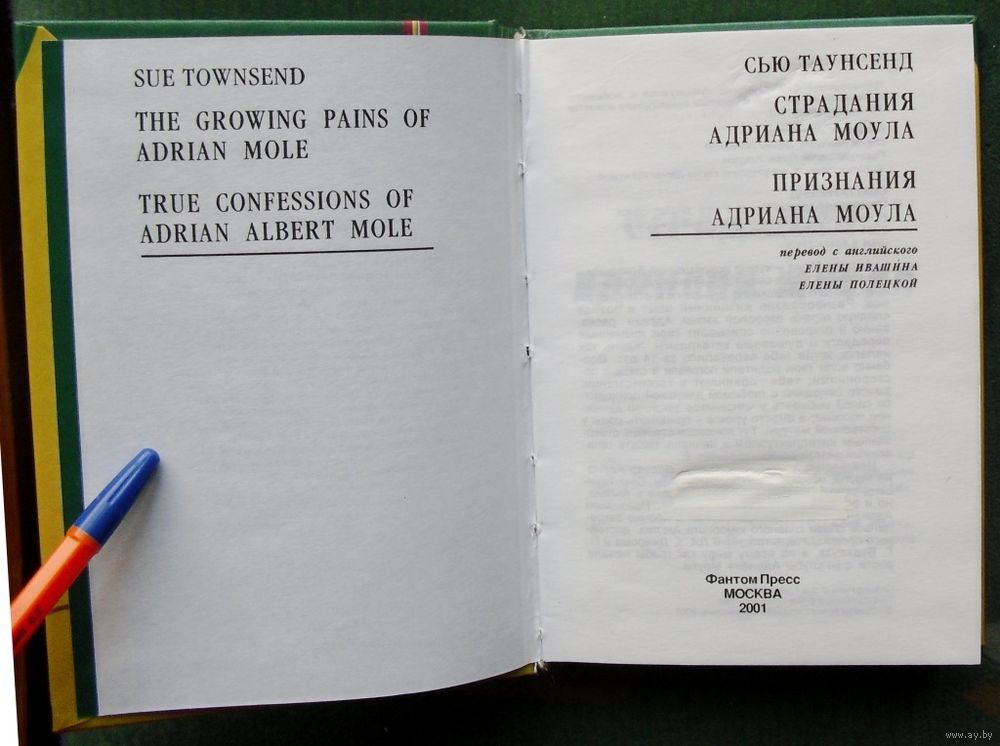 SUE TOWNSEND
THE GROWING PAINS OF
ADRIAN MOLE
TRUE CONFESSIONS OF
ADRIAN ALBERT MOLE
СЬЮ ТАУНСЕНД
СТРАДАНИЯ
АДРИАНА МОУЛА
ПРИЗНАНИЯ
АДРИАНА МОУЛА
перевод с английского
ЕЛЕНЫ ИВАШИНА
ЕЛЕНЫ ПОЛЕЦКОЙ
Фантом Пресс
МОСКВА
2001
www.ay.by